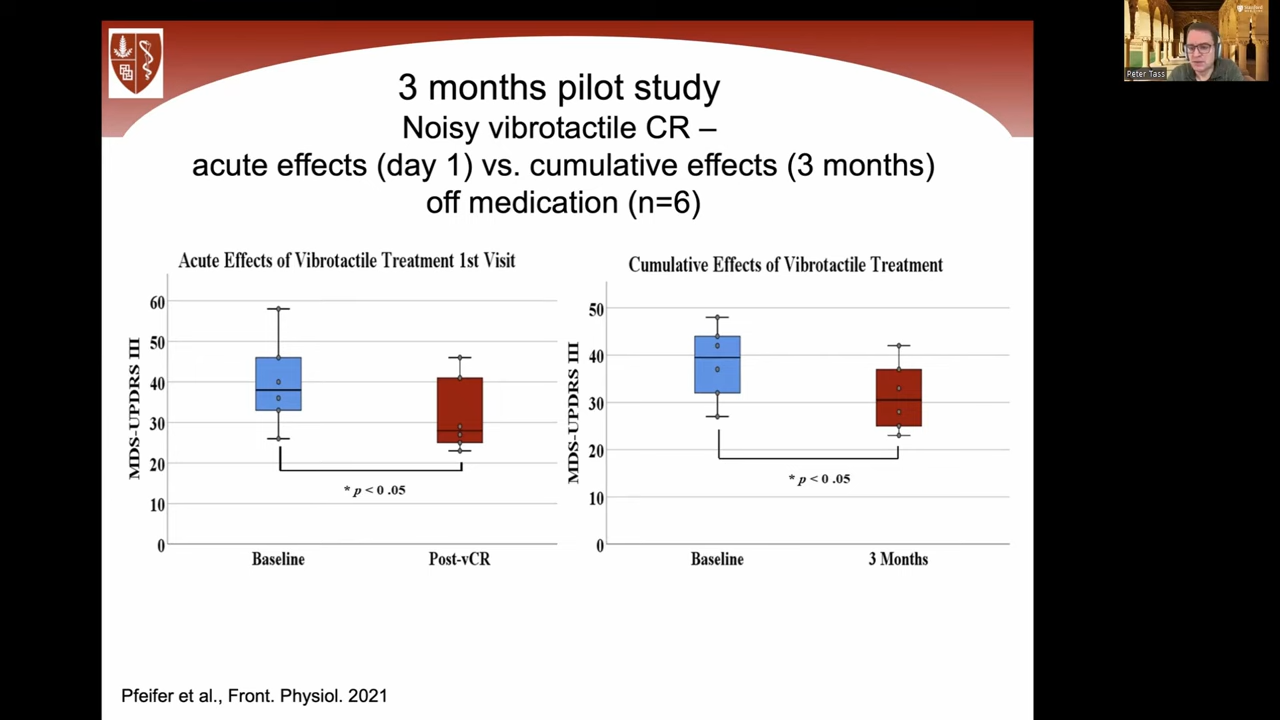 3 months pilot study
Noisy vibrotactile CR –
acute effects (day 1) vs. cumulative effects (3 months)
off medication (n=6)
Acute Effects of Vibrotactile Treatment 1st Visit
MDS-UPDRS III
60
50
40
30
20
10
0
* p < 0 .05
Baseline
Post-vCR
Cumulative Effects of Vibrotactile Treatment
MDS-UPDRS III
50
40
30
20
10
0
* p < 0 .05
Baseline
3 Months
Pfeifer et al., Front. Physiol. 2021
Peter Tass
Stanford
MEDICINE